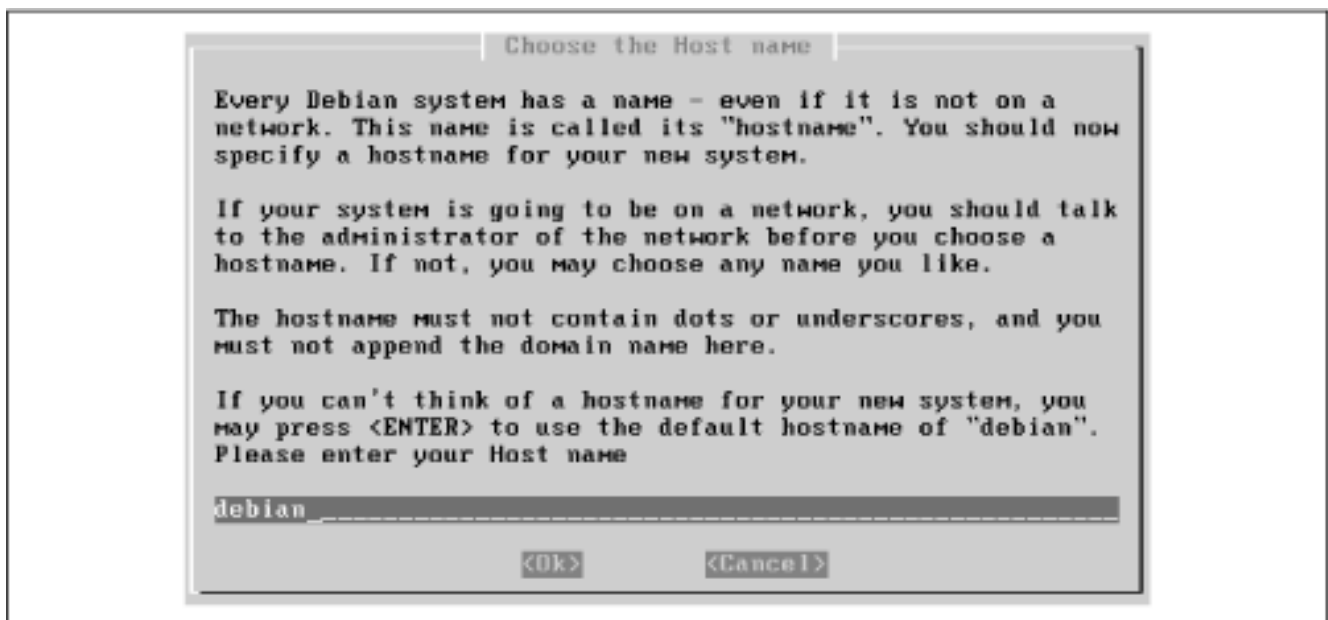 Choose the Host name
Every Debian system has a name - even if it is not on a
network. This name is called its "hostname". You should now
specify a hostname for your new system.
If your system is going to be on a network, you should talk
to the administrator of the network before you choose a
hostname. If not, you may choose any name you like.
The hostname must not contain dots or underscores, and you
must not append the domain name here.
If you can't think of a hostname for your new system, you
may press <ENTER> to use the default hostname of "debian".
Please enter your Host name
debian
<Ok> <Cancel>